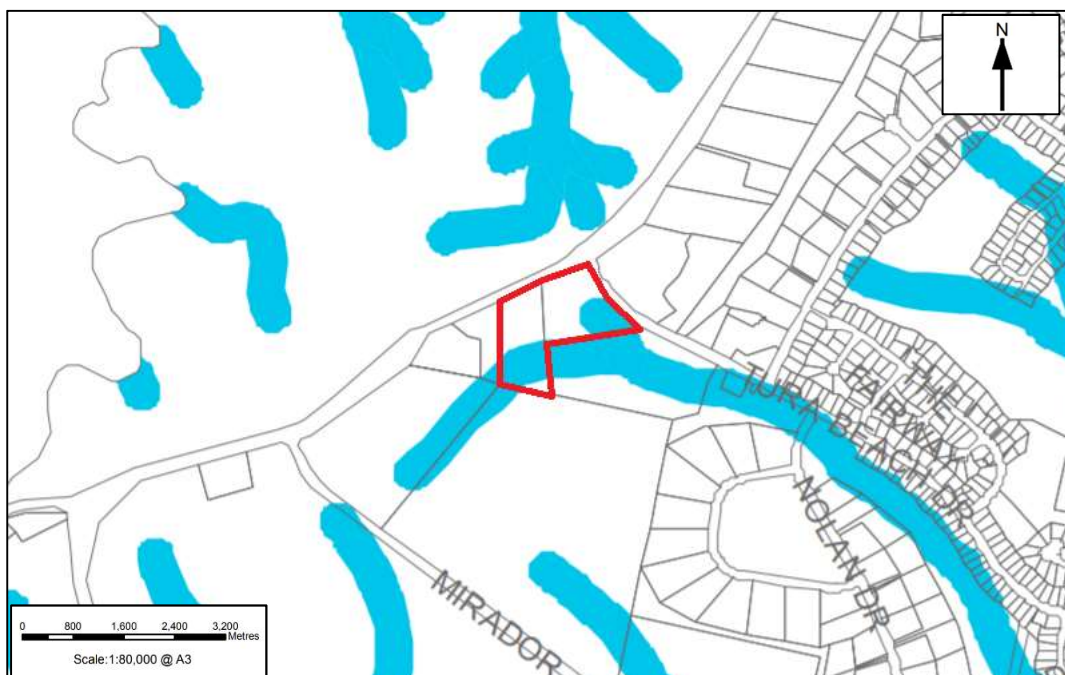 N
TURA BEACH DR
THE
FAIRWAY
NOLAN DR
MIRADOR
0 800 1,600 2,400 3,200
Metres
Scale:1:80,000 @ A3